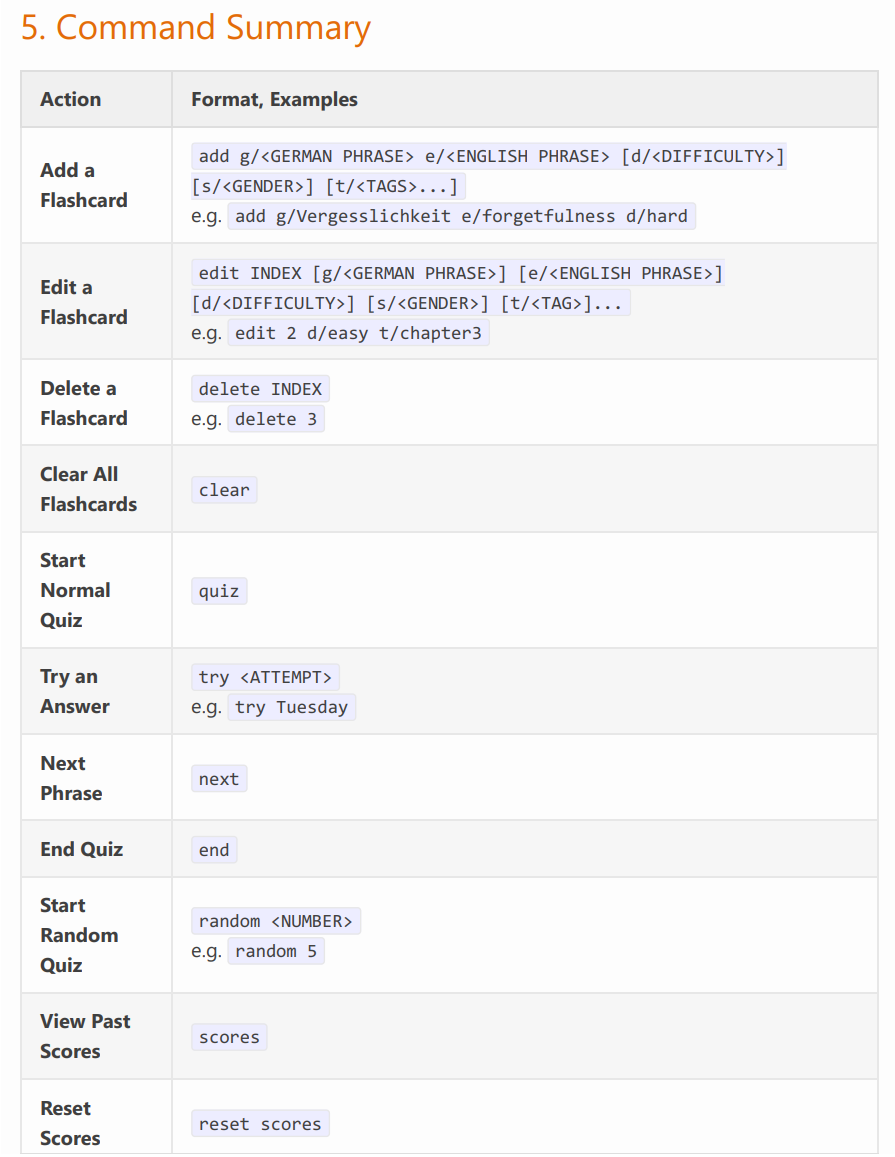 5. Command Summary
Action
Format, Examples
Add a
Flashcard
add g/<GERMAN PHRASE> e/<ENGLISH PHRASE> [d/<DIFFICULTY>]
[s/<GENDER>] [t/<TAGS>...]
e.g. add g/Vergesslichkeit e/forgetfulness d/hard
Edit a
Flashcard
edit INDEX [g/<GERMAN PHRASE>] [e/<ENGLISH PHRASE>]
[d/<DIFFICULTY>] [s/<GENDER>] [t/<TAG>]...
e.g. edit 2 d/easy t/chapter3
Delete a
Flashcard
delete INDEX
e.g. delete 3
Clear All
Flashcards
clear
Start
Normal
Quiz
quiz
Try an
Answer
try <ATTEMPT>
e.g. try Tuesday
Next
Phrase
next
End Quiz
end
Start
Random
Quiz
random <NUMBER>
e.g. random 5
View Past
Scores
scores
Reset
Scores
reset scores